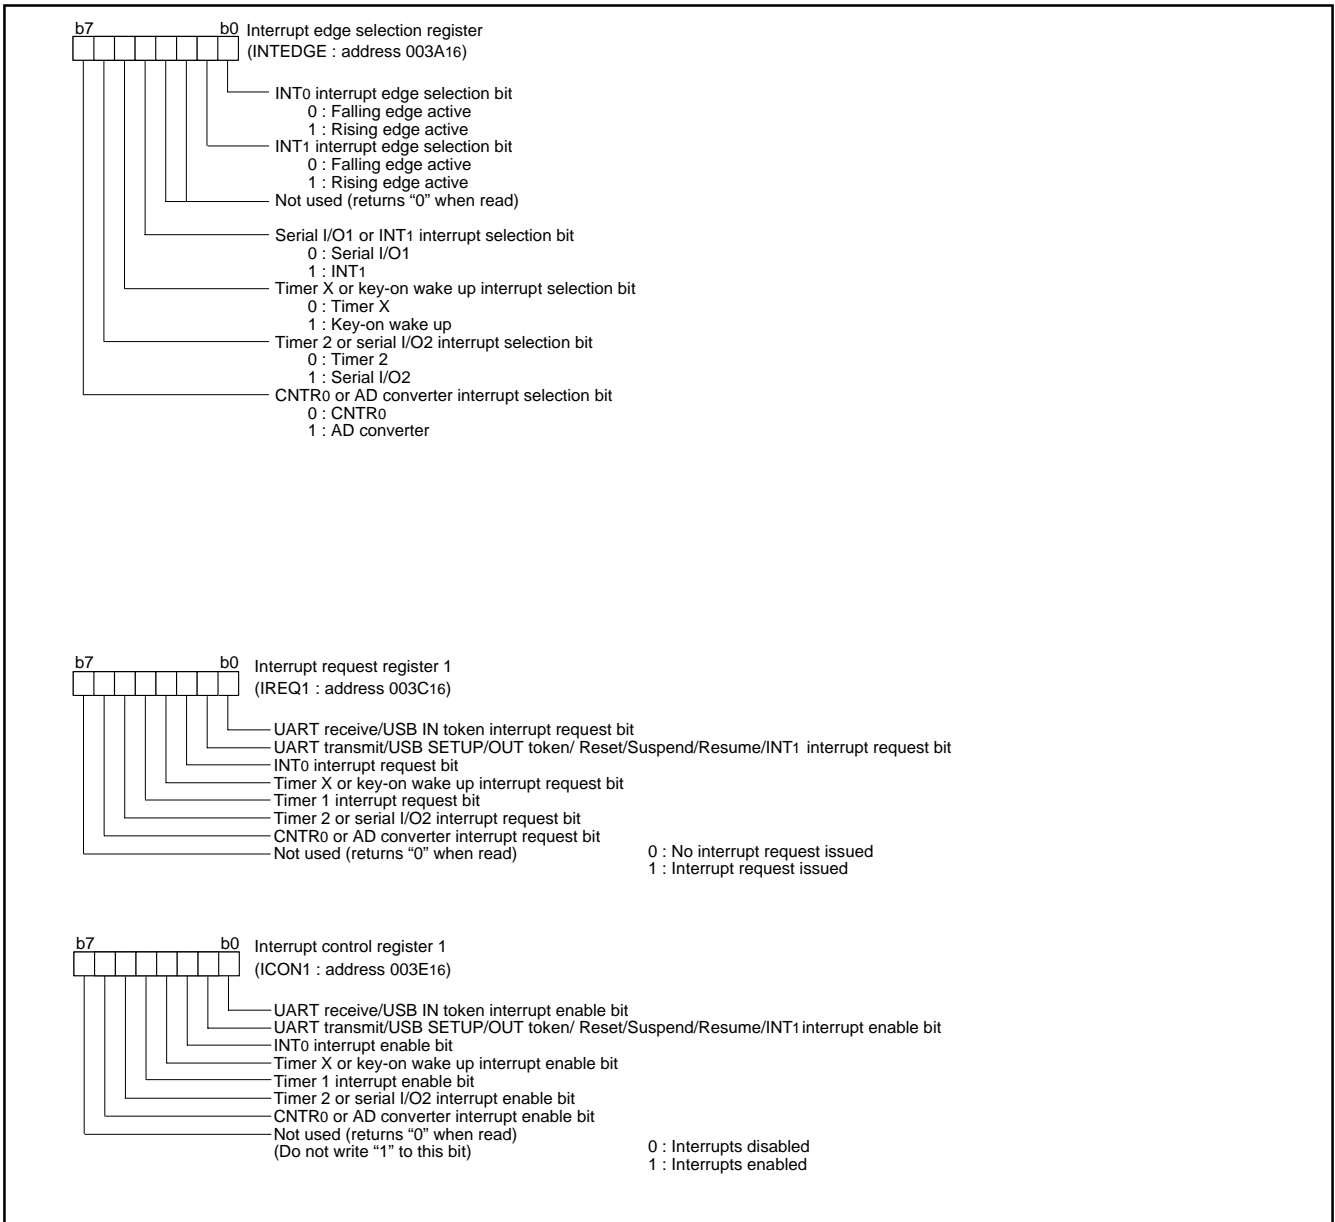 b7 b0 Interrupt edge selection register
(INTEDGE : address 003A16)
INT0 interrupt edge selection bit
0 : Falling edge active
1 : Rising edge active
INT1 interrupt edge selection bit
0 : Falling edge active
1 : Rising edge active
Not used (returns “0” when read)
Serial I/O1 or INT1 interrupt selection bit
0 : Serial I/O1
1 : INT1
Timer X or key-on wake up interrupt selection bit
0 : Timer X
1 : Key-on wake up
Timer 2 or serial I/O2 interrupt selection bit
0 : Timer 2
1 : Serial I/O2
CNTR0 or AD converter interrupt selection bit
0 : CNTR0
1 : AD converter
b7 b0 Interrupt request register 1
(IREQ1 : address 003C16)
UART receive/USB IN token interrupt request bit
UART transmit/USB SETUP/OUT token/ Reset/Suspend/Resume/INT1 interrupt request bit
INT0 interrupt request bit
Timer X or key-on wake up interrupt request bit
Timer 1 interrupt request bit
Timer 2 or serial I/O2 interrupt request bit
CNTR0 or AD converter interrupt request bit
Not used (returns “0” when read)
0 : No interrupt request issued
1 : Interrupt request issued
b7 b0 Interrupt control register 1
(ICON1 : address 003E16)
UART receive/USB IN token interrupt enable bit
UART transmit/USB SETUP/OUT token/ Reset/Suspend/Resume/INT1 interrupt enable bit
INT0 interrupt enable bit
Timer X or key-on wake up interrupt enable bit
Timer 1 interrupt enable bit
Timer 2 or serial I/O2 interrupt enable bit
CNTR0 or AD converter interrupt enable bit
Not used (returns “0” when read)
(Do not write “1” to this bit)
0 : Interrupts disabled
1 : Interrupts enabled